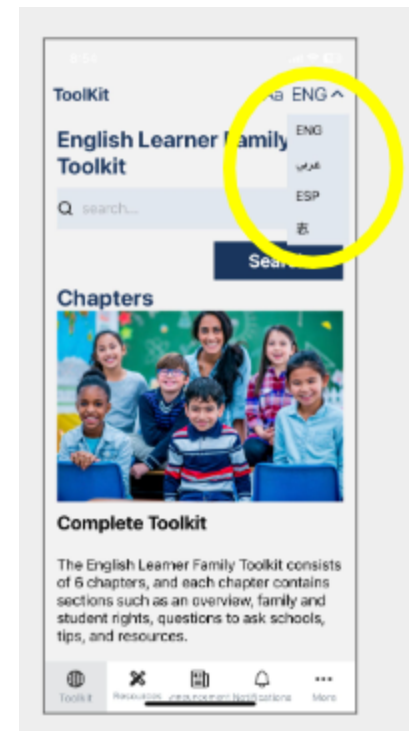 ToolKit
Aa ENG
English Learner Family
Toolkit
ENG
عربي
ESP
search...
Search
Chapters
Complete Toolkit
The English Learner Family Toolkit consists
of 6 chapters, and each chapter contains
sections such as an overview, family and
student rights, questions to ask schools,
tips, and resources.
Toolkit
Resources
Notifications
More